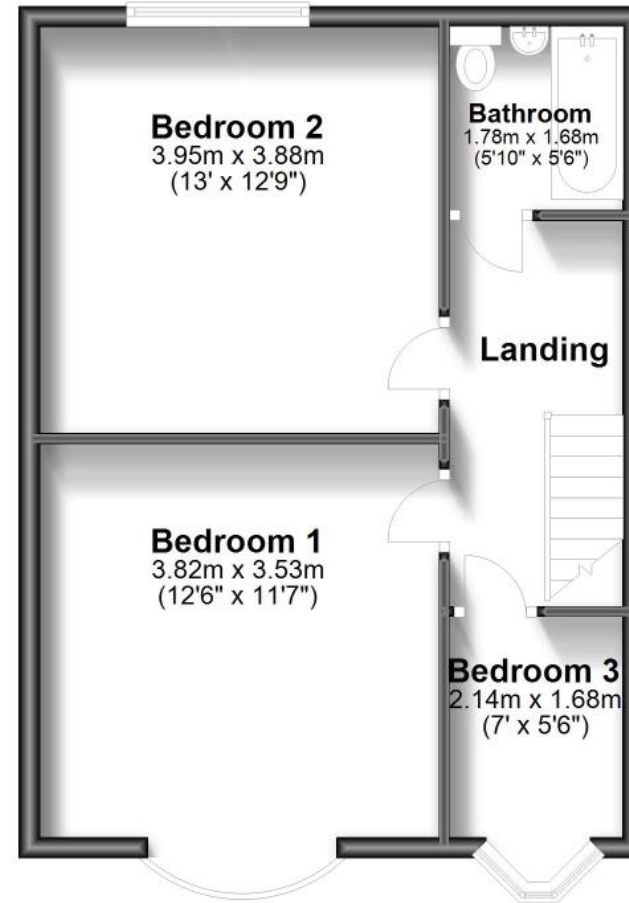 Bedroom 2
3.95m x 3.88m
(13' x 12'9")
Bathroom
1.78m x 1.68m
(5'10" x 5'6")
Landing
Bedroom 1
3.82m x 3.53m
(12'6" x 11'7")
Bedroom 3
2.14m x 1.68m
(7' x 5'6")